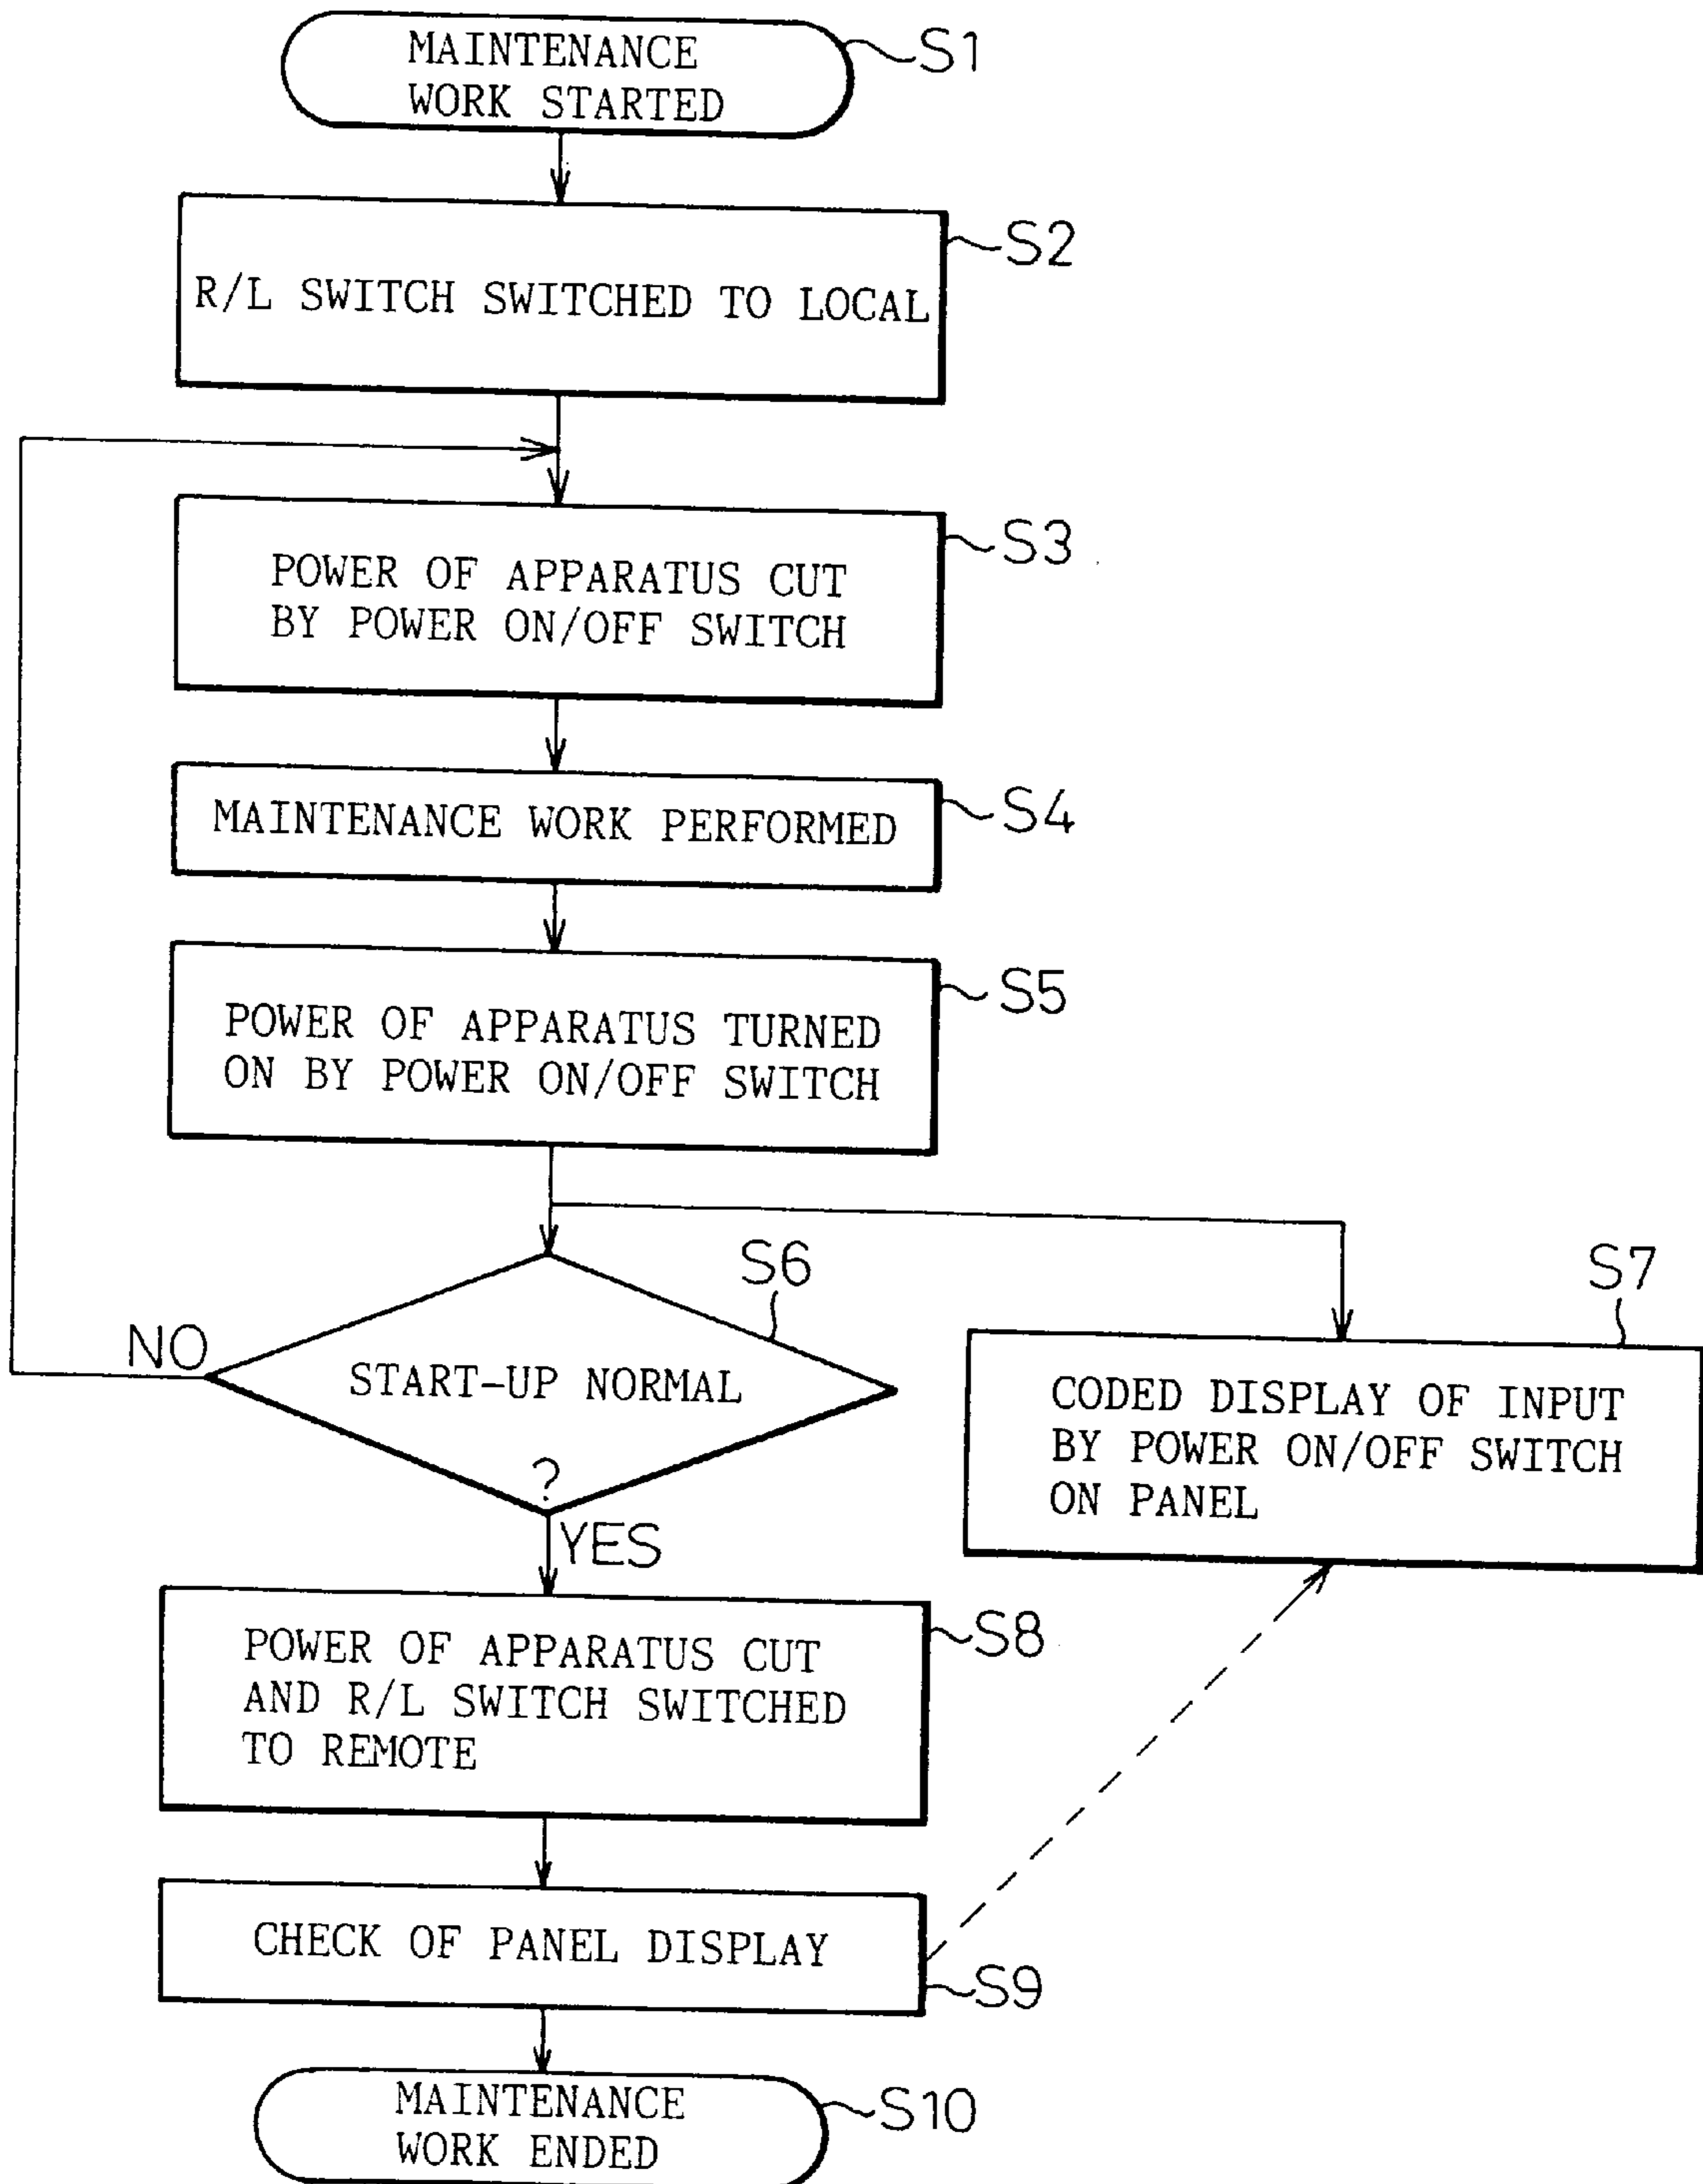 MAINTENANCE
WORK STARTED
S1
R/L SWITCH SWITCHED TO LOCAL
S2
POWER OF APPARATUS CUT
BY POWER ON/OFF SWITCH
S3
MAINTENANCE WORK PERFORMED
S4
POWER OF APPARATUS TURNED
ON BY POWER ON/OFF SWITCH
S5
S6
START-UP NORMAL
?
NO
YES
S7
CODED DISPLAY OF INPUT
BY POWER ON/OFF SWITCH
ON PANEL
POWER OF APPARATUS CUT
AND R/L SWITCH SWITCHED
TO REMOTE
S8
CHECK OF PANEL DISPLAY
S9
MAINTENANCE
WORK ENDED
S10